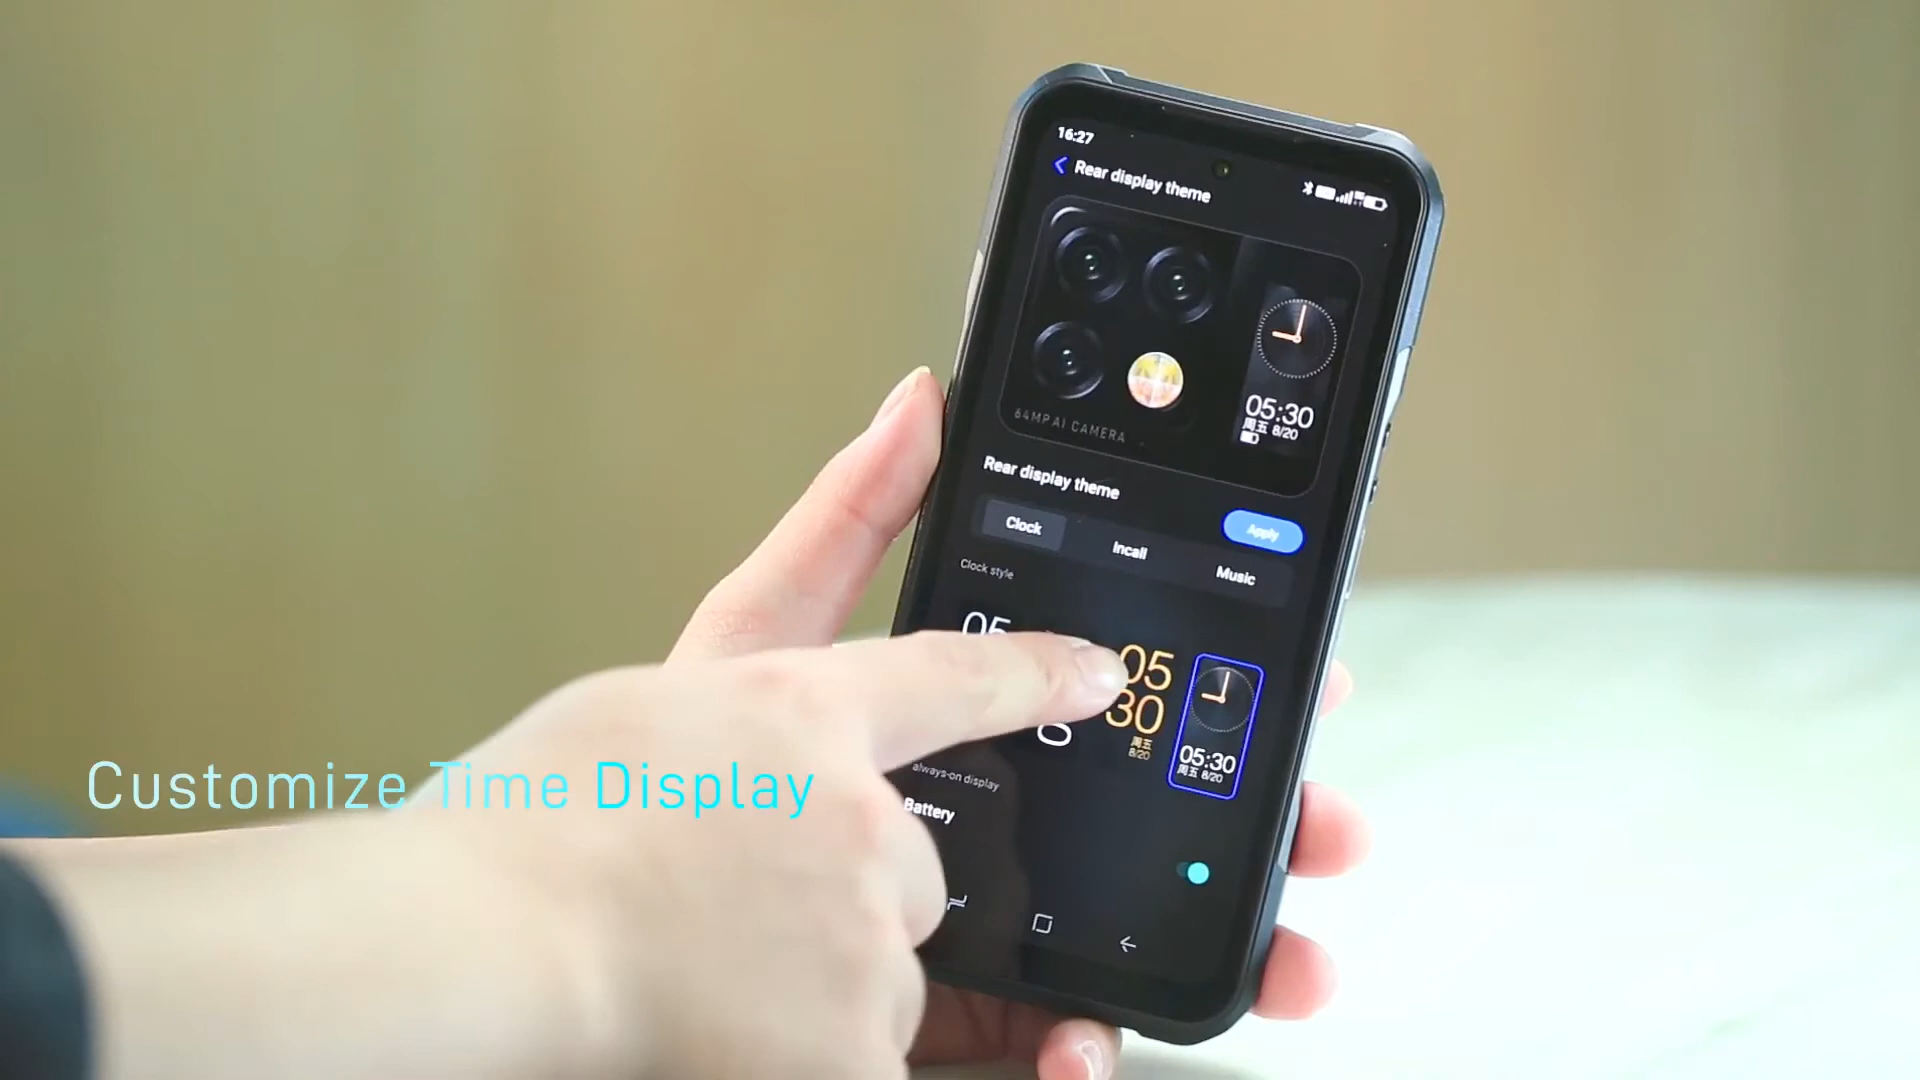 16:27
Rear display theme
64MP AI CAMERA
05:30
周五 8/20
Rear display theme
Apply
Clock
Incall
Music
Clock style
05
05
30
周五
8/20
8
05:30
周五 8/20
always-on display
Battery
Customize Time Display